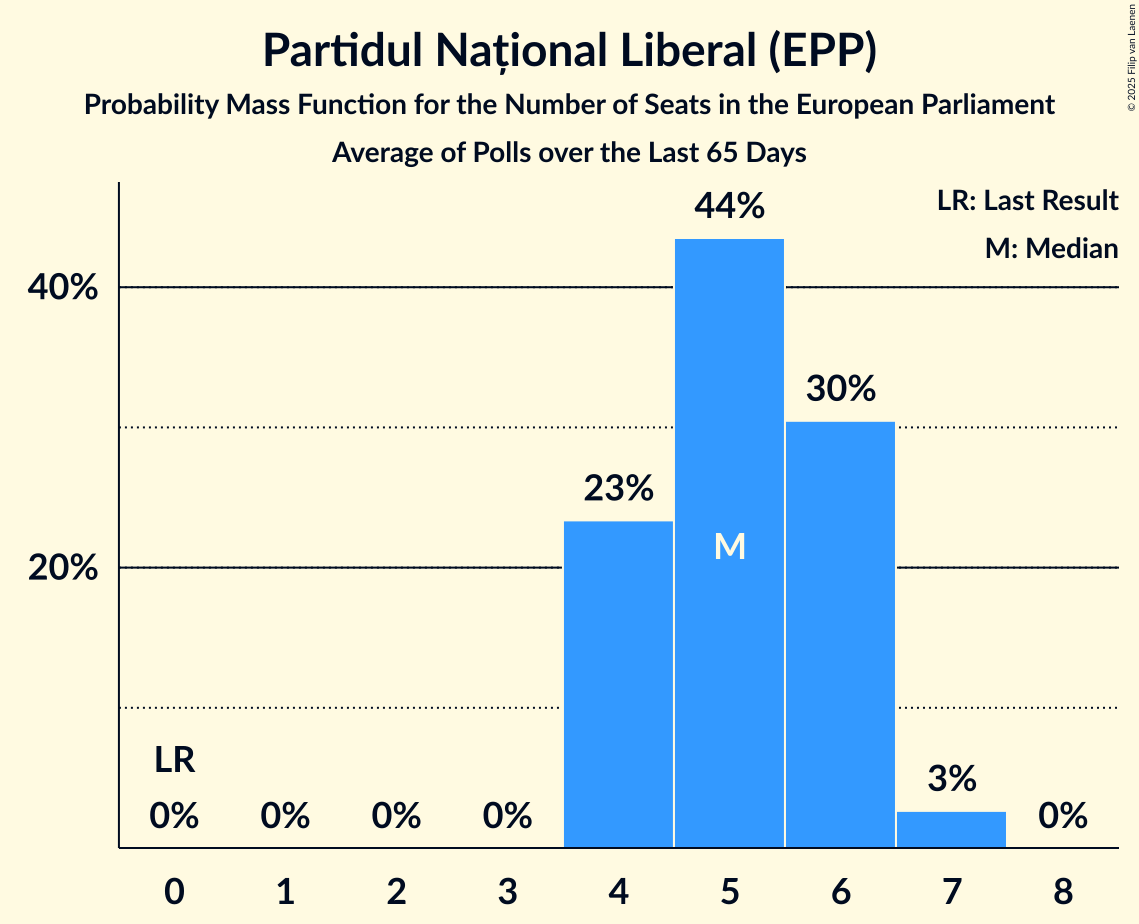 Partidul Național Liberal (EPP)
Probability Mass Function for the Number of Seats in the European Parliament
Average of Polls over the Last 65 Days
© 2025 Filip van Laenen
LR: Last Result
M: Median
44%
40%
30%
23%
M
20%
LR
3%
0% 0% 0% 0% 0%
0 1 2 3 4 5 6 7 8